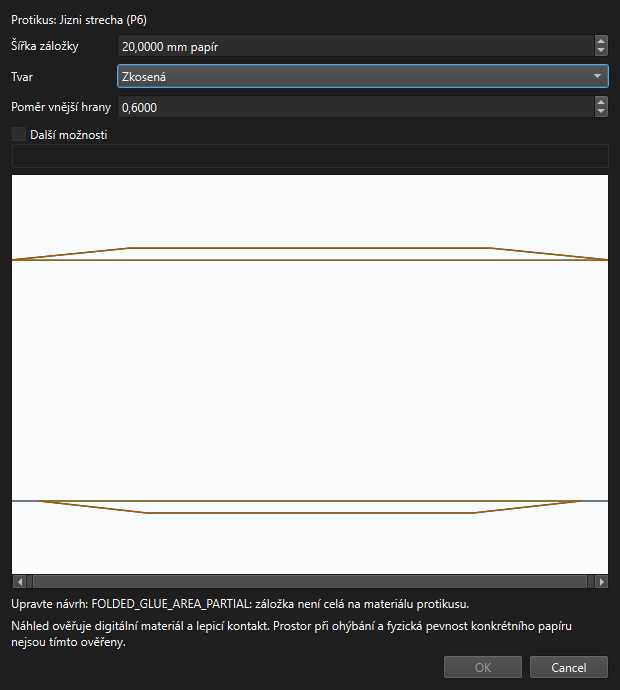 Protikus: Jizni strecha (P6)
Šířka záložky
20,0000 mm papír
Tvar
Zkosená
Poměr vnější hrany
0,6000
Další možnosti
Upravte návrh: FOLDED_GLUE_AREA_PARTIAL: záložka není celá na materiálu protikusu.
Náhled ověřuje digitální materiál a lepicí kontakt. Prostor při ohýbání a fyzická pevnost konkrétního papíru
nejsou tímto ověřeny.
OK
Cancel